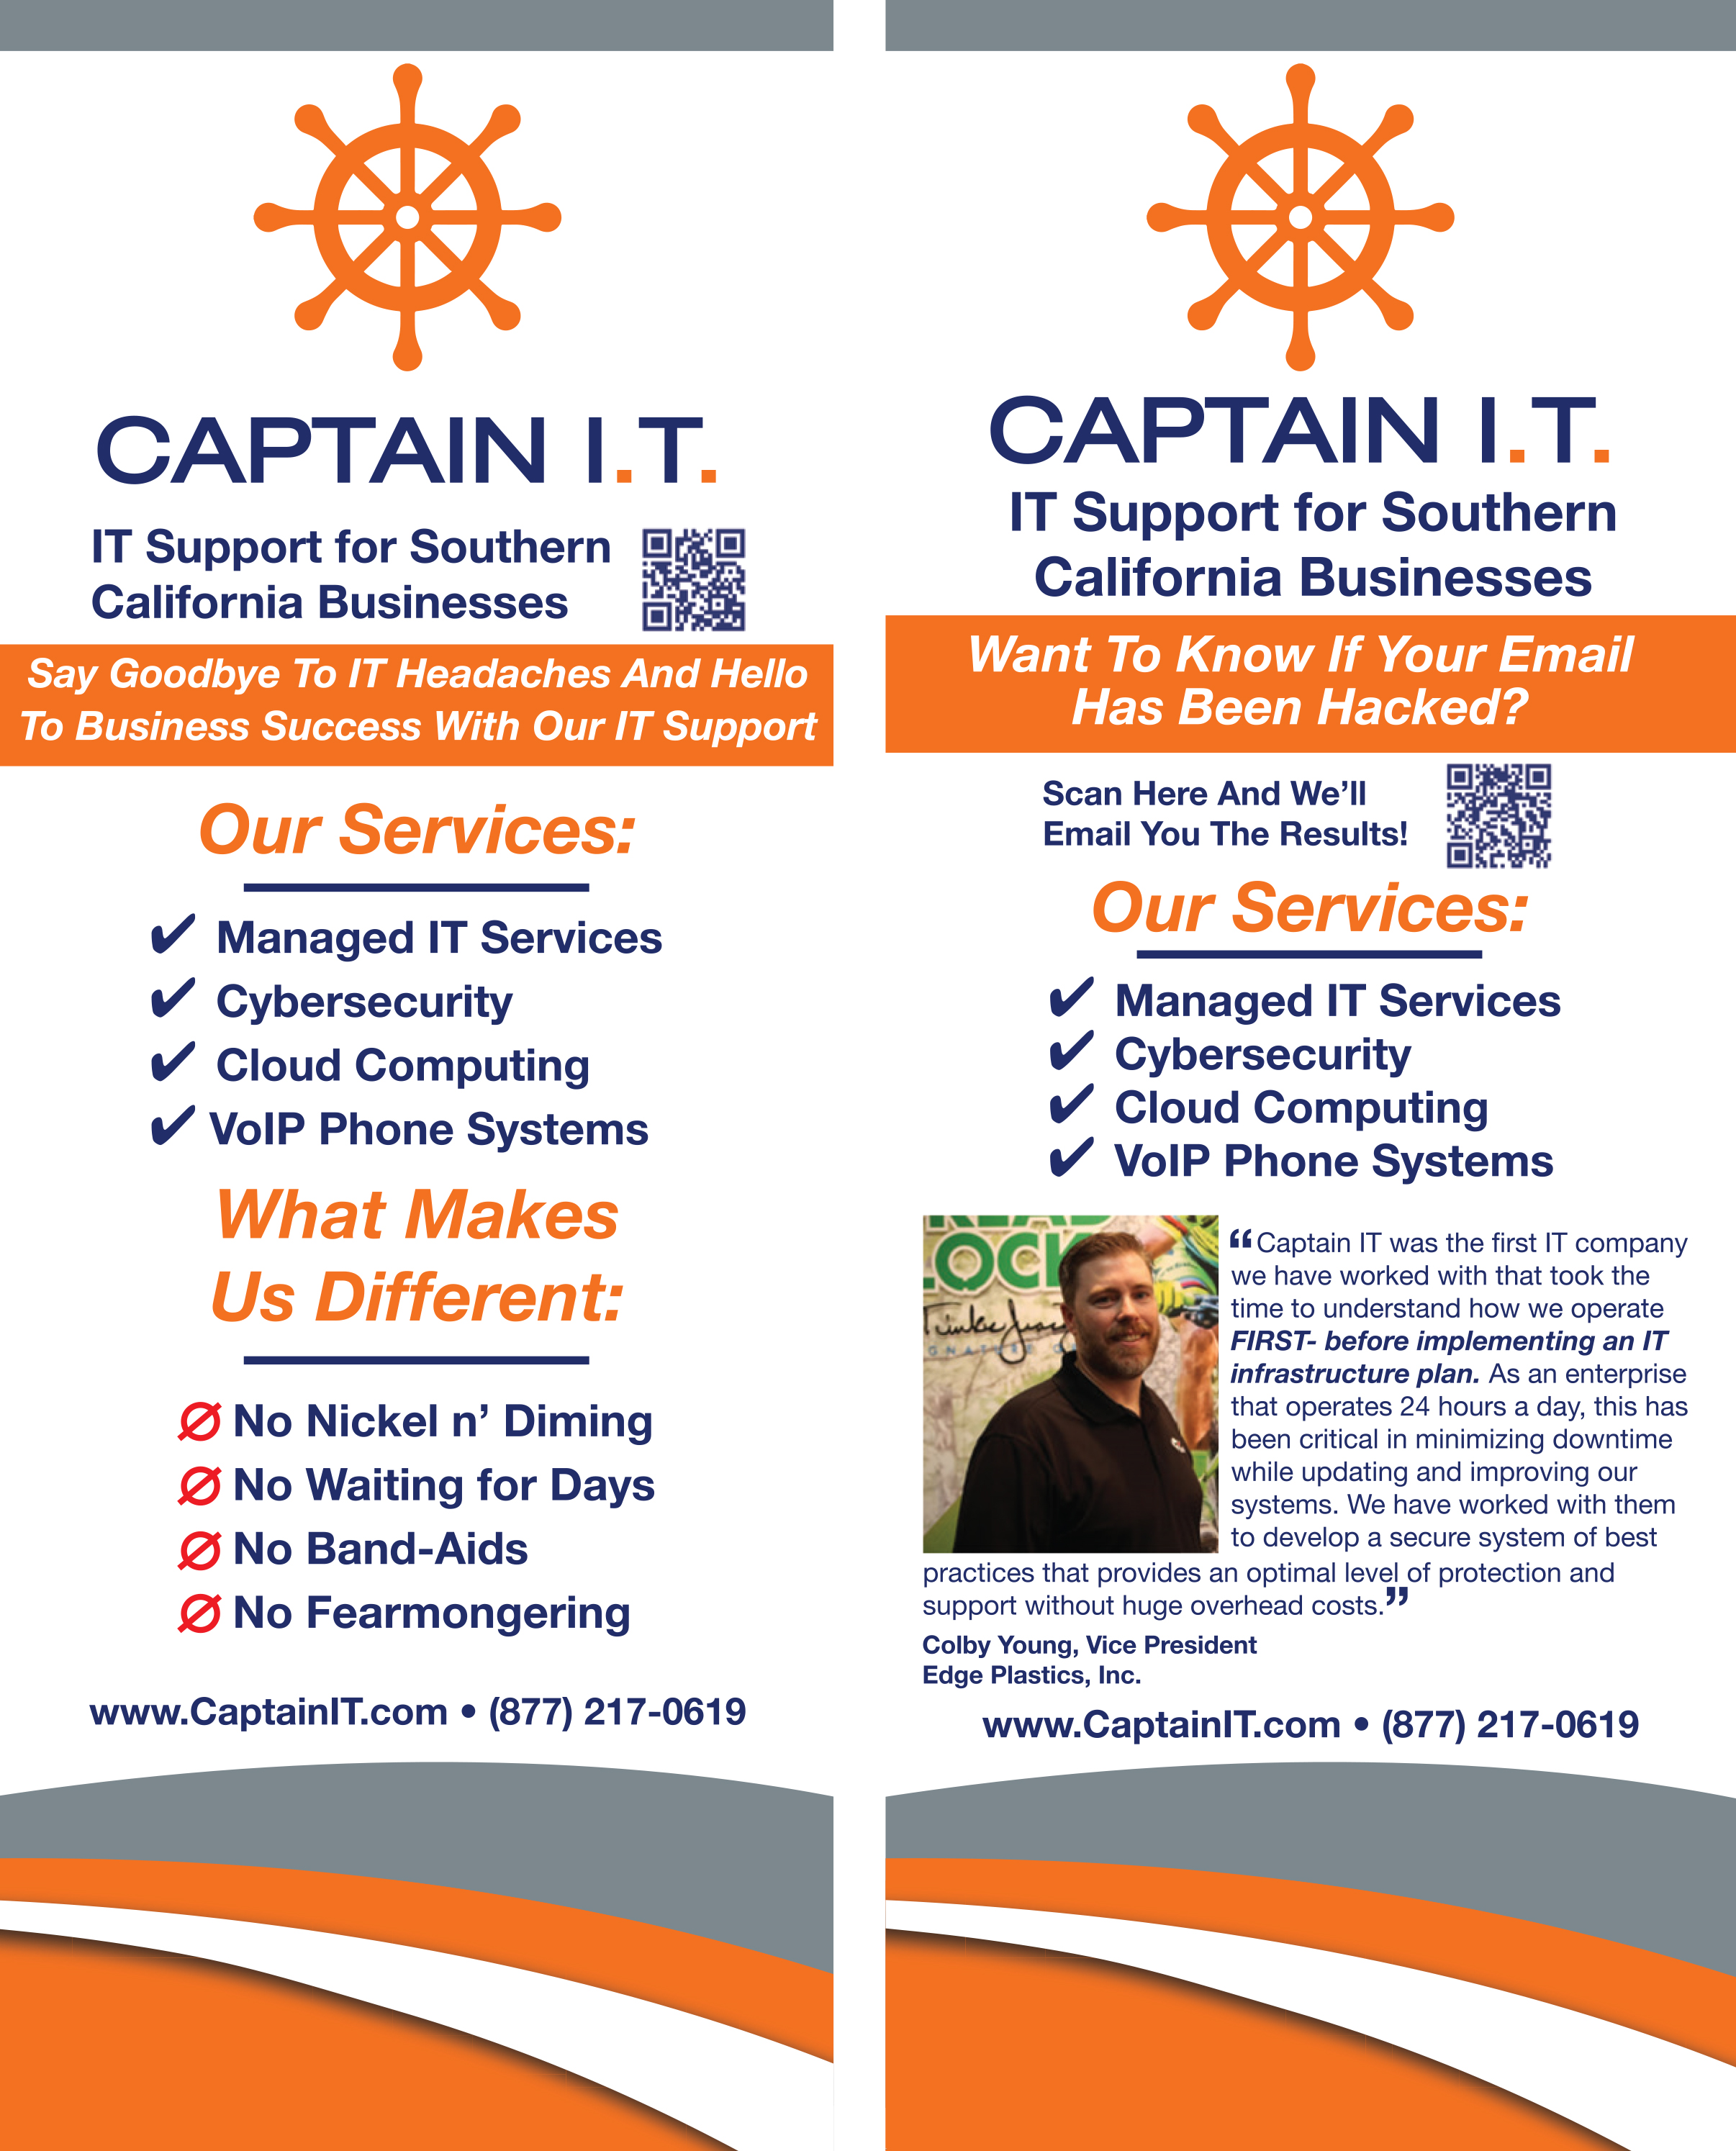 CAPTAIN I.T.
IT Support for Southern
California Businesses
Say Goodbye To IT Headaches And Hello
To Business Success With Our IT Support
Our Services:
✔ Managed IT Services
✔ Cybersecurity
✔ Cloud Computing
✔ VoIP Phone Systems
What Makes
Us Different:
No Nickel n’ Diming
No Waiting for Days
No Band-Aids
No Fearmongering
www.CaptainIT.com • (877) 217-0619
CAPTAIN I.T.
IT Support for Southern
California Businesses
Want To Know If Your Email
Has Been Hacked?
Scan Here And We’ll
Email You The Results!
Our Services:
✔ Managed IT Services
✔ Cybersecurity
✔ Cloud Computing
✔ VoIP Phone Systems
LOCK
“Captain IT was the first IT company
we have worked with that took the
time to understand how we operate
FIRST- before implementing an IT
infrastructure plan. As an enterprise
that operates 24 hours a day, this has
been critical in minimizing downtime
while updating and improving our
systems. We have worked with them
to develop a secure system of best
practices that provides an optimal level of protection and
support without huge overhead costs.”
Colby Young, Vice President
Edge Plastics, Inc.
www.CaptainIT.com • (877) 217-0619